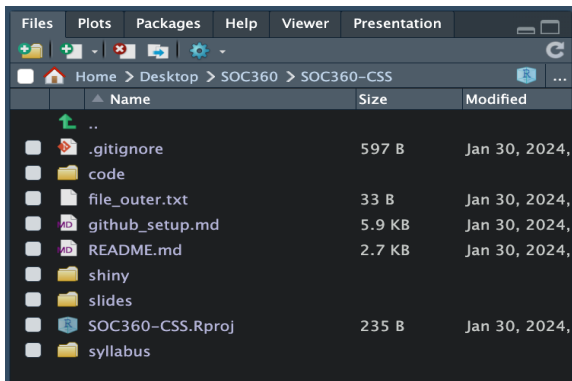 Files Plots Packages Help Viewer Presentation
Home > Desktop > SOC360 > SOC360-CSS ...
Name Size Modified
..
.gitignore 597 B Jan 30, 2024,
code
file_outer.txt 33 B Jan 30, 2024,
MD github_setup.md 5.9 KB Jan 30, 2024,
MD README.md 2.7 KB Jan 30, 2024,
shiny
slides
R SOC360-CSS.Rproj 235 B Jan 30, 2024,
syllabus